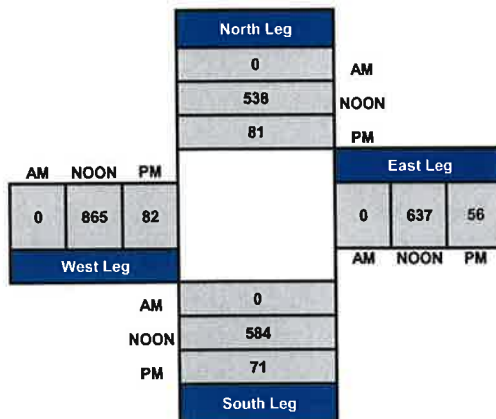 North Leg
0 AM
538 NOON
81 PM
East Leg
AM NOON PM
0 865 82
0 637 56
West Leg
AM NOON PM
AM 0
NOON 584
PM 71
South Leg